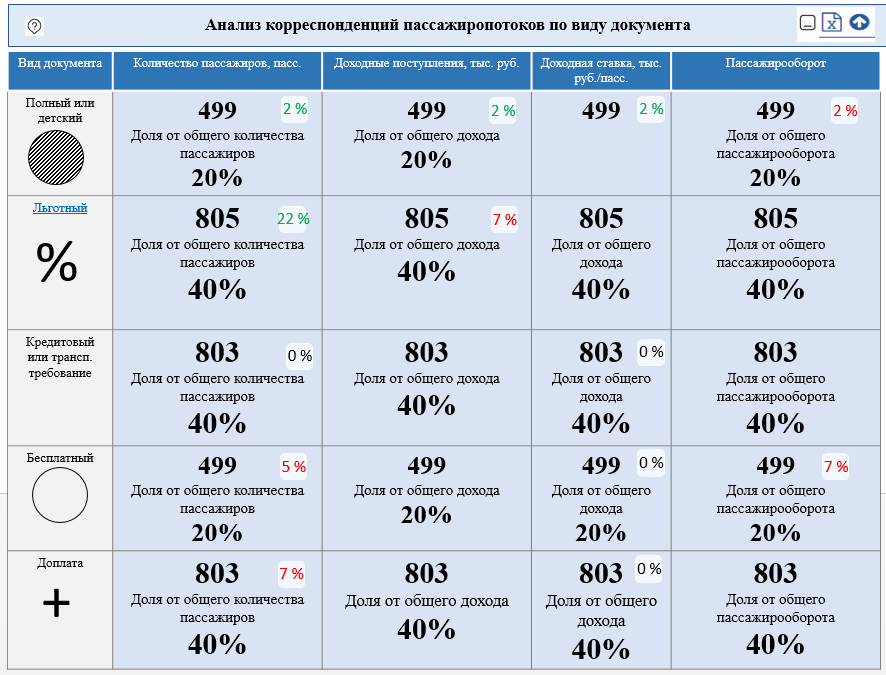 Анализ корреспонденций пассажиропотоков по виду документа
Вид документа
Количество пассажиров, пасс.
Доходные поступления, тыс. руб.
Доходная ставка, тыс.
руб./пасс.
Пассажирооборот
Полный или
детский
499
2 %
Доля от общего количества
пассажиров
20%
499
2 %
Доля от общего дохода
20%
499
2 %
499
2 %
Доля от общего
пассажирооборота
20%
Льготный
%
805
22 %
Доля от общего количества
пассажиров
40%
805
7 %
Доля от общего дохода
40%
805
Доля от общего
дохода
40%
805
Доля от общего
пассажирооборота
40%
Кредитовый
или трансп.
требование
803
0 %
Доля от общего количества
пассажиров
40%
803
Доля от общего дохода
40%
803
0 %
Доля от общего
дохода
40%
803
Доля от общего
пассажирооборота
40%
Бесплатный
499
5 %
Доля от общего количества
пассажиров
20%
499
Доля от общего дохода
20%
499
0 %
Доля от общего
дохода
20%
499
7 %
Доля от общего
пассажирооборота
20%
Доплата
+
803
7 %
Доля от общего количества
пассажиров
40%
803
Доля от общего дохода
40%
803
0 %
Доля от общего
дохода
40%
803
Доля от общего
пассажирооборота
40%